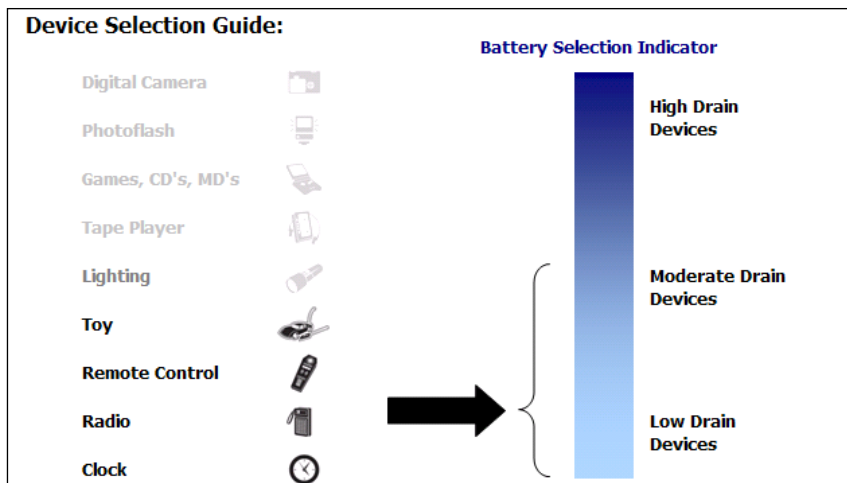 Device Selection Guide:
Battery Selection Indicator
Digital Camera
Photoflash
Games, CD's, MD's
Tape Player
Lighting
Toy
Remote Control
Radio
Clock
High Drain
Devices
Moderate Drain
Devices
Low Drain
Devices